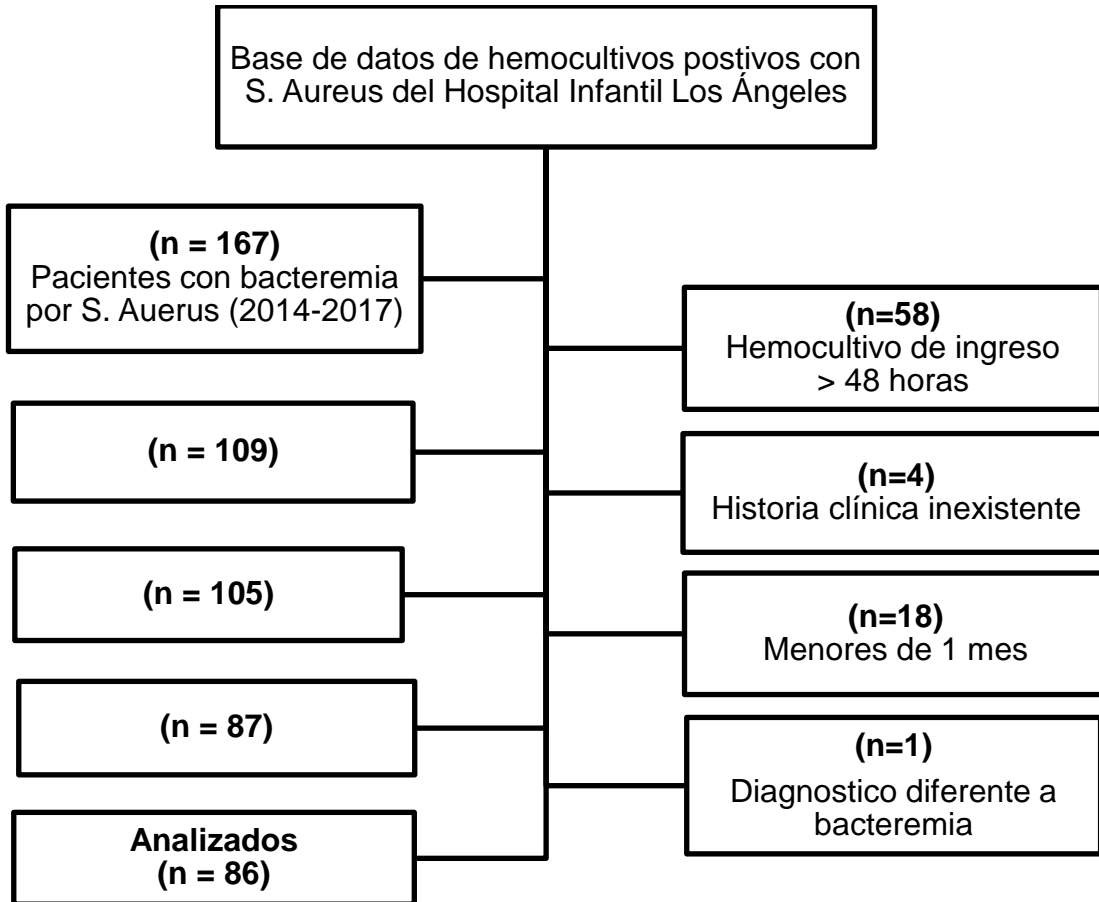 Base de datos de hemocultivos postivos con
S. Aureus del Hospital Infantil Los Ángeles
(n = 167)
Pacientes con bacteremia
por S. Auerus (2014-2017)
(n=58)
Hemocultivo de ingreso
> 48 horas
(n = 109)
(n=4)
Historia clínica inexistente
(n = 105)
(n=18)
Menores de 1 mes
(n = 87)
(n=1)
Diagnostico diferente a
bacteremia
Analizados
(n = 86)